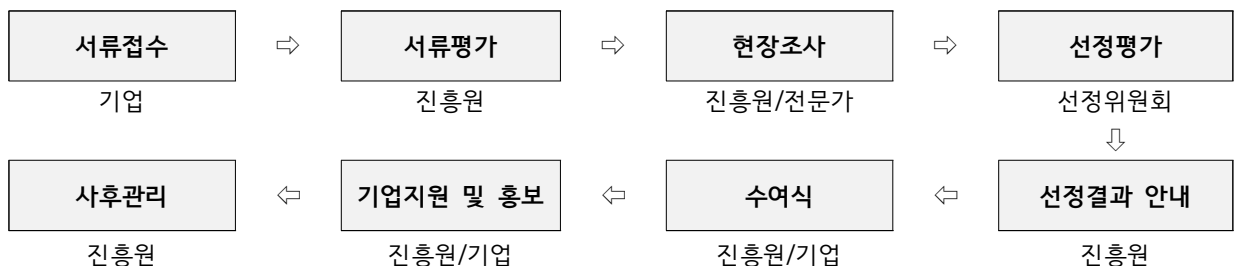 서류접수 ⇨ 서류평가 ⇨ 현장조사 ⇨ 선정평가
기업 진흥원 진흥원/전문가 선정위원회
⇩
사후관리 ⇦ 기업지원 및 홍보 ⇦ 수여식 ⇦ 선정결과 안내
진흥원 진흥원/기업 진흥원/기업 진흥원